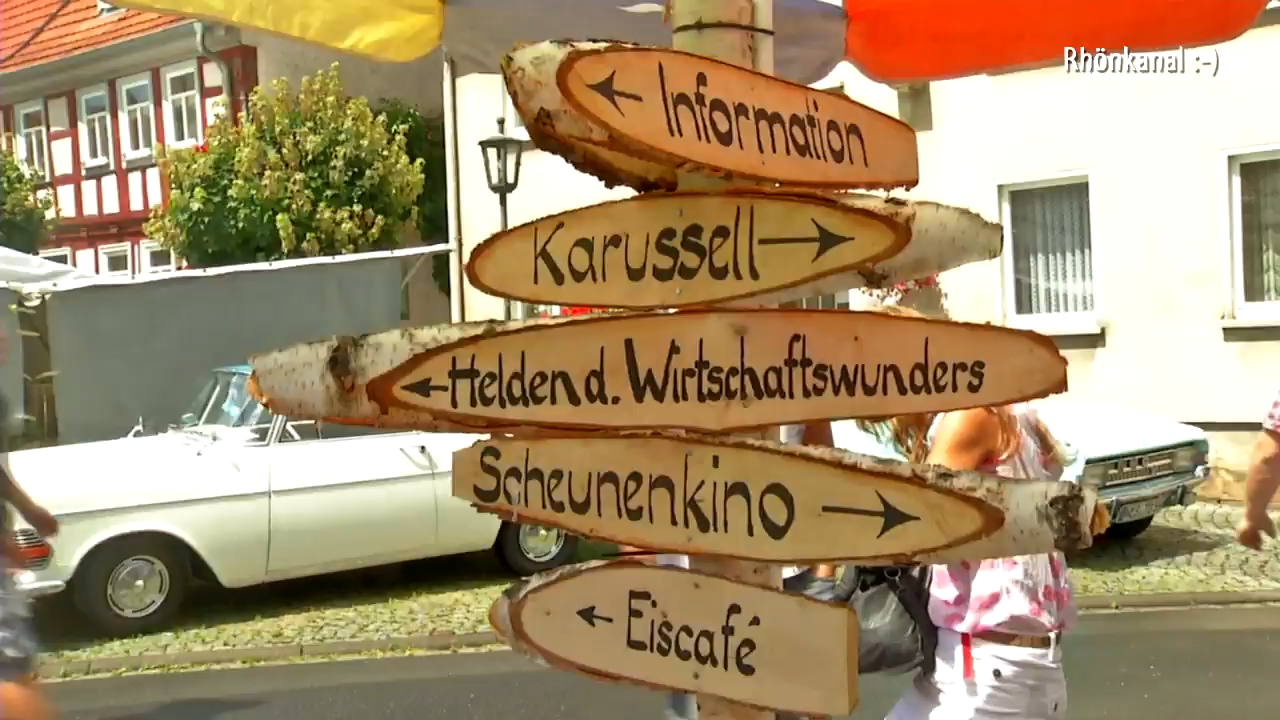 Rhönkanal :-)
← Information
Karussell →
← Helden d. Wirtschaftswunders
Scheunenkino →
← Eiscafé